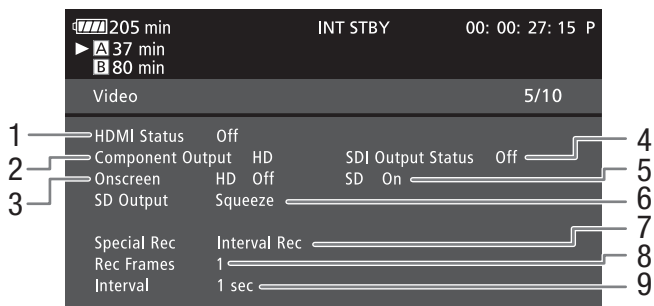 205 min INT STBY 00: 00: 27: 15 P
A 37 min
B 80 min
Video 5/10
1 HDMI Status Off
2 Component Output HD SDI Output Status Off 4
3 Onscreen HD Off SD On 5
SD Output Squeeze 6
Special Rec Interval Rec 7
Rec Frames 1 8
Interval 1 sec 9